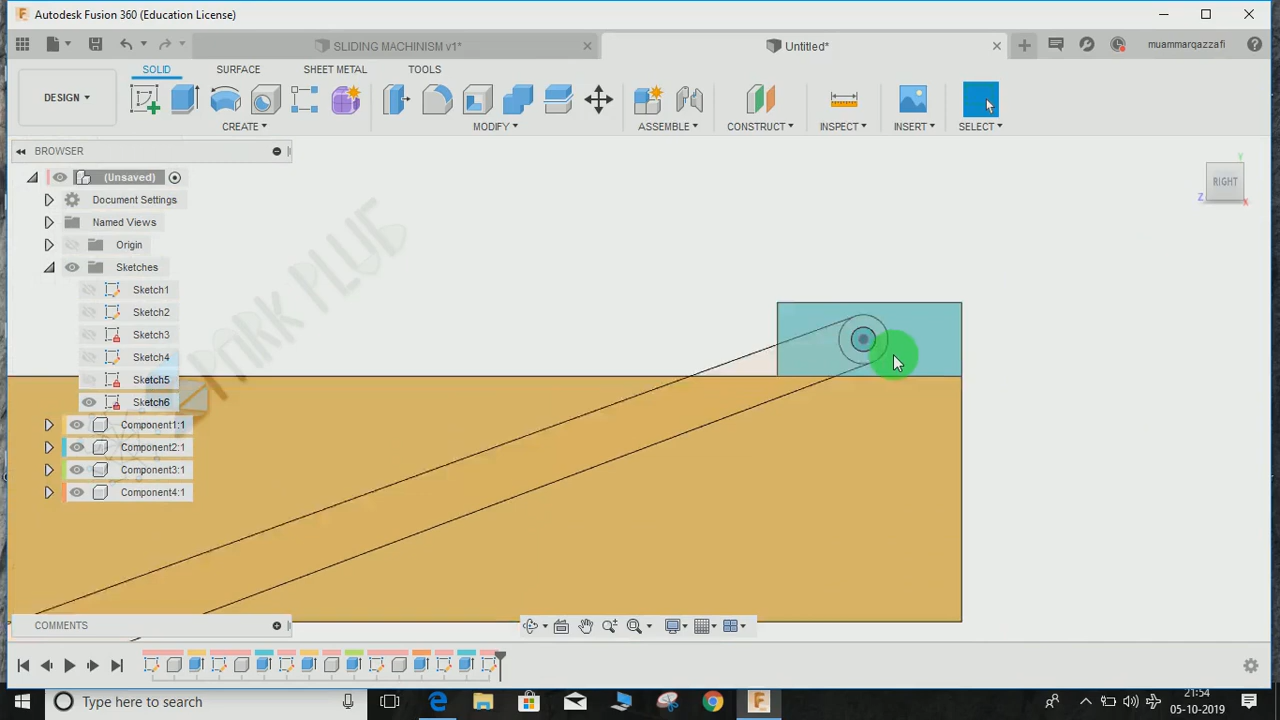 Autodesk Fusion 360 (Education License)
SLIDING MACHINISM v1*
Untitled*
muammarqazzafi
SOLID
SURFACE
SHEET METAL
TOOLS
DESIGN
CREATE
MODIFY
ASSEMBLE
CONSTRUCT
INSPECT
INSERT
SELECT
BROWSER
(Unsaved)
Document Settings
Named Views
Origin
Sketches
Sketch1
Sketch2
Sketch3
Sketch4
Sketch5
Sketch6
Component1:1
Component2:1
Component3:1
Component4:1
SPARK PLUG
RIGHT
Y
Z
X
COMMENTS
Type here to search
21:54
05-10-2019